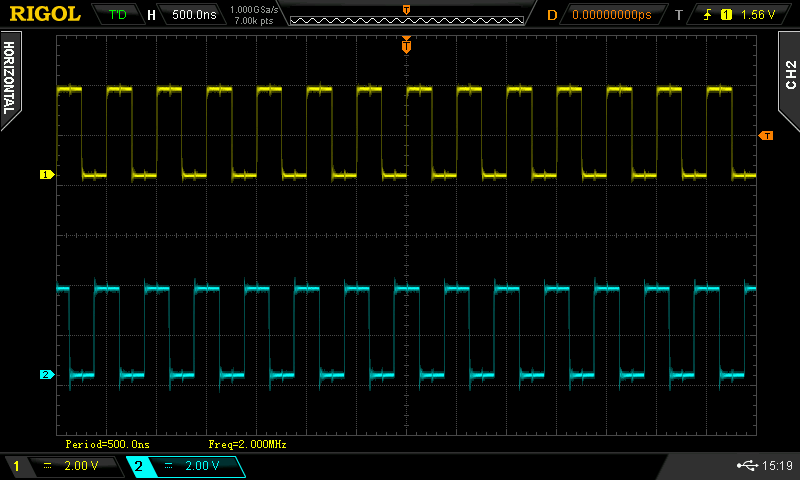 RIGOL T'D H 500.0ns 1.000GSa/s 7.00k pts T D 0.00000000ps T 1 1.56 V
HORIZONTAL
T
CH2
T
1
2
Period=500.0ns Freq=2.000MHz
1 2.00 V 2 2.00 V 15:19